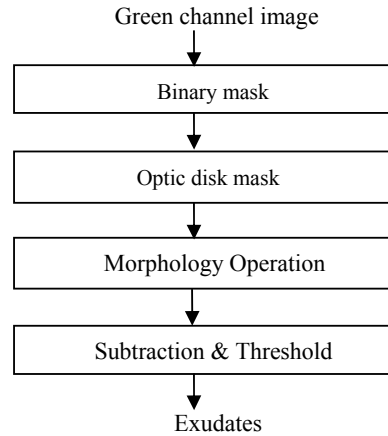 Green channel image
Binary mask
Optic disk mask
Morphology Operation
Subtraction & Threshold
Exudates